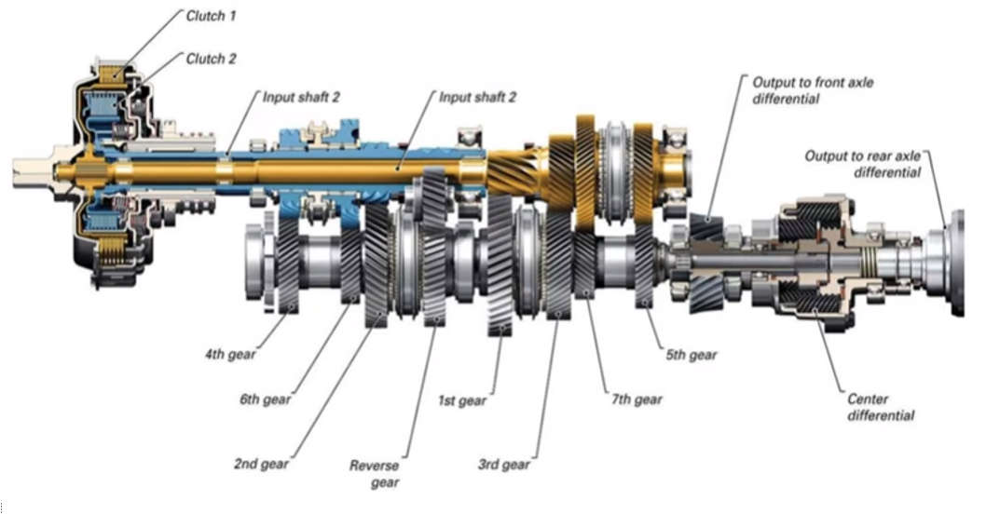 Clutch 1
Clutch 2
Input shaft 2
Input shaft 2
Output to front axle
differential
Output to rear axle
differential
4th gear
6th gear
2nd gear
Reverse
gear
1st gear
3rd gear
7th gear
5th gear
Center
differential